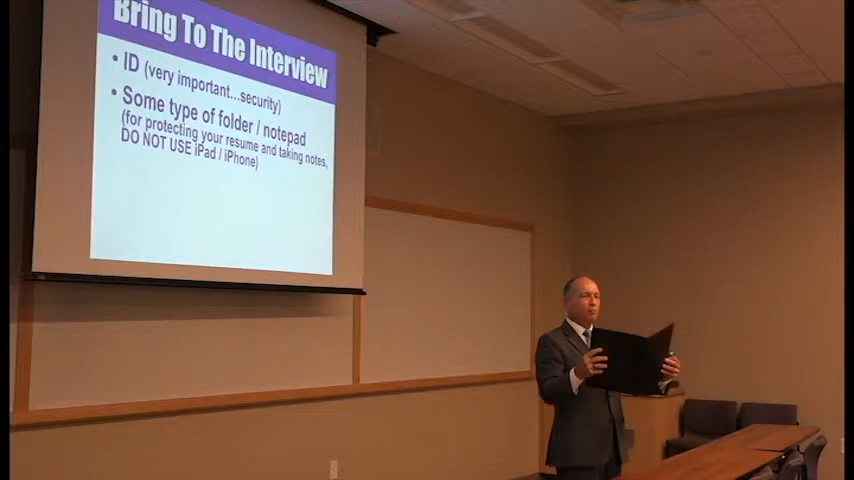 Bring To The Interview
• ID (very important...security)
• Some type of folder / notepad
(for protecting your resume and taking notes,
DO NOT USE iPad / iPhone)